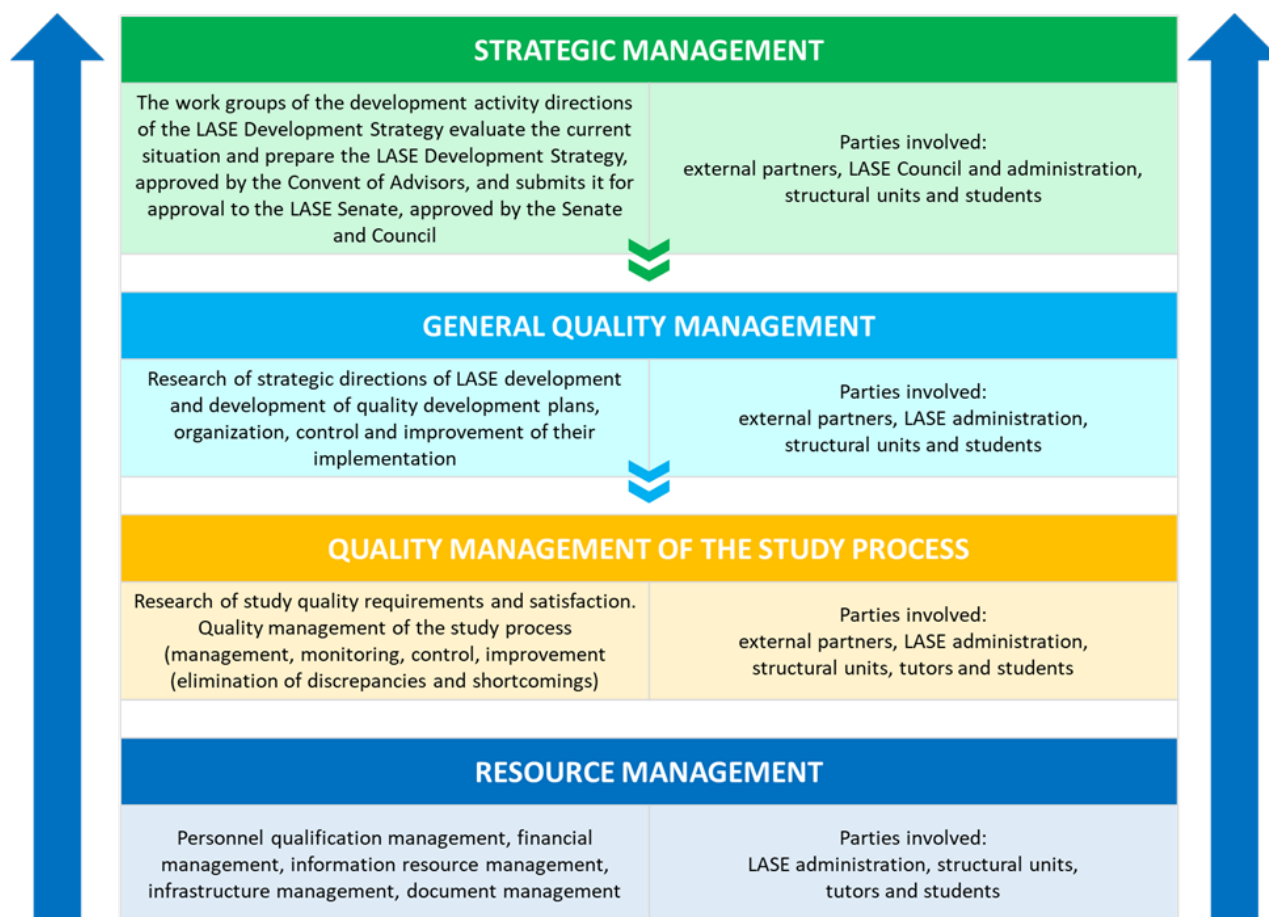 STRATEGIC MANAGEMENT
The work groups of the development activity directions
of the LASE Development Strategy evaluate the current
situation and prepare the LASE Development Strategy,
approved by the Convent of Advisors, and submits it for
approval to the LASE Senate, approved by the Senate
and Council
Parties involved:
external partners, LASE Council and administration,
structural units and students
GENERAL QUALITY MANAGEMENT
Research of strategic directions of LASE development
and development of quality development plans,
organization, control and improvement of their
implementation
Parties involved:
external partners, LASE administration,
structural units and students
QUALITY MANAGEMENT OF THE STUDY PROCESS
Research of study quality requirements and satisfaction.
Quality management of the study process
(management, monitoring, control, improvement
(elimination of discrepancies and shortcomings)
Parties involved:
external partners, LASE administration,
structural units, tutors and students
RESOURCE MANAGEMENT
Personnel qualification management, financial
management, information resource management,
infrastructure management, document management
Parties involved:
LASE administration, structural units,
tutors and students